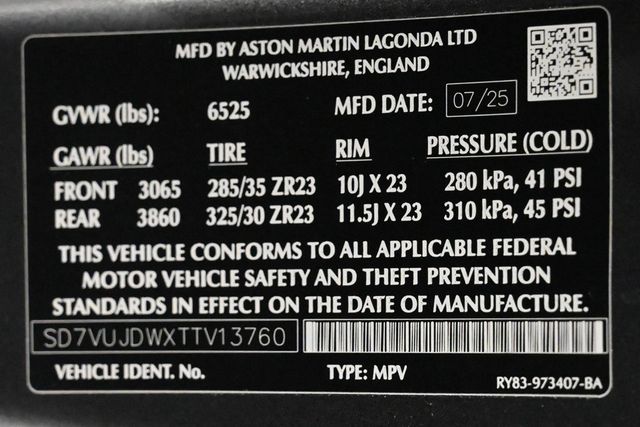 MFD BY ASTON MARTIN LAGONDA LTD
WARWICKSHIRE, ENGLAND
GVWR (lbs): 6525 MFD DATE: 07/25
GAWR (lbs) TIRE RIM PRESSURE (COLD)
FRONT 3065 285/35 ZR23 10J X 23 280 kPa, 41 PSI
REAR 3860 325/30 ZR23 11.5J X 23 310 kPa, 45 PSI
THIS VEHICLE CONFORMS TO ALL APPLICABLE FEDERAL
MOTOR VEHICLE SAFETY AND THEFT PREVENTION
STANDARDS IN EFFECT ON THE DATE OF MANUFACTURE.
SD7VUJDWXTTV13760
VEHICLE IDENT. No. TYPE: MPV RY83-973407-BA